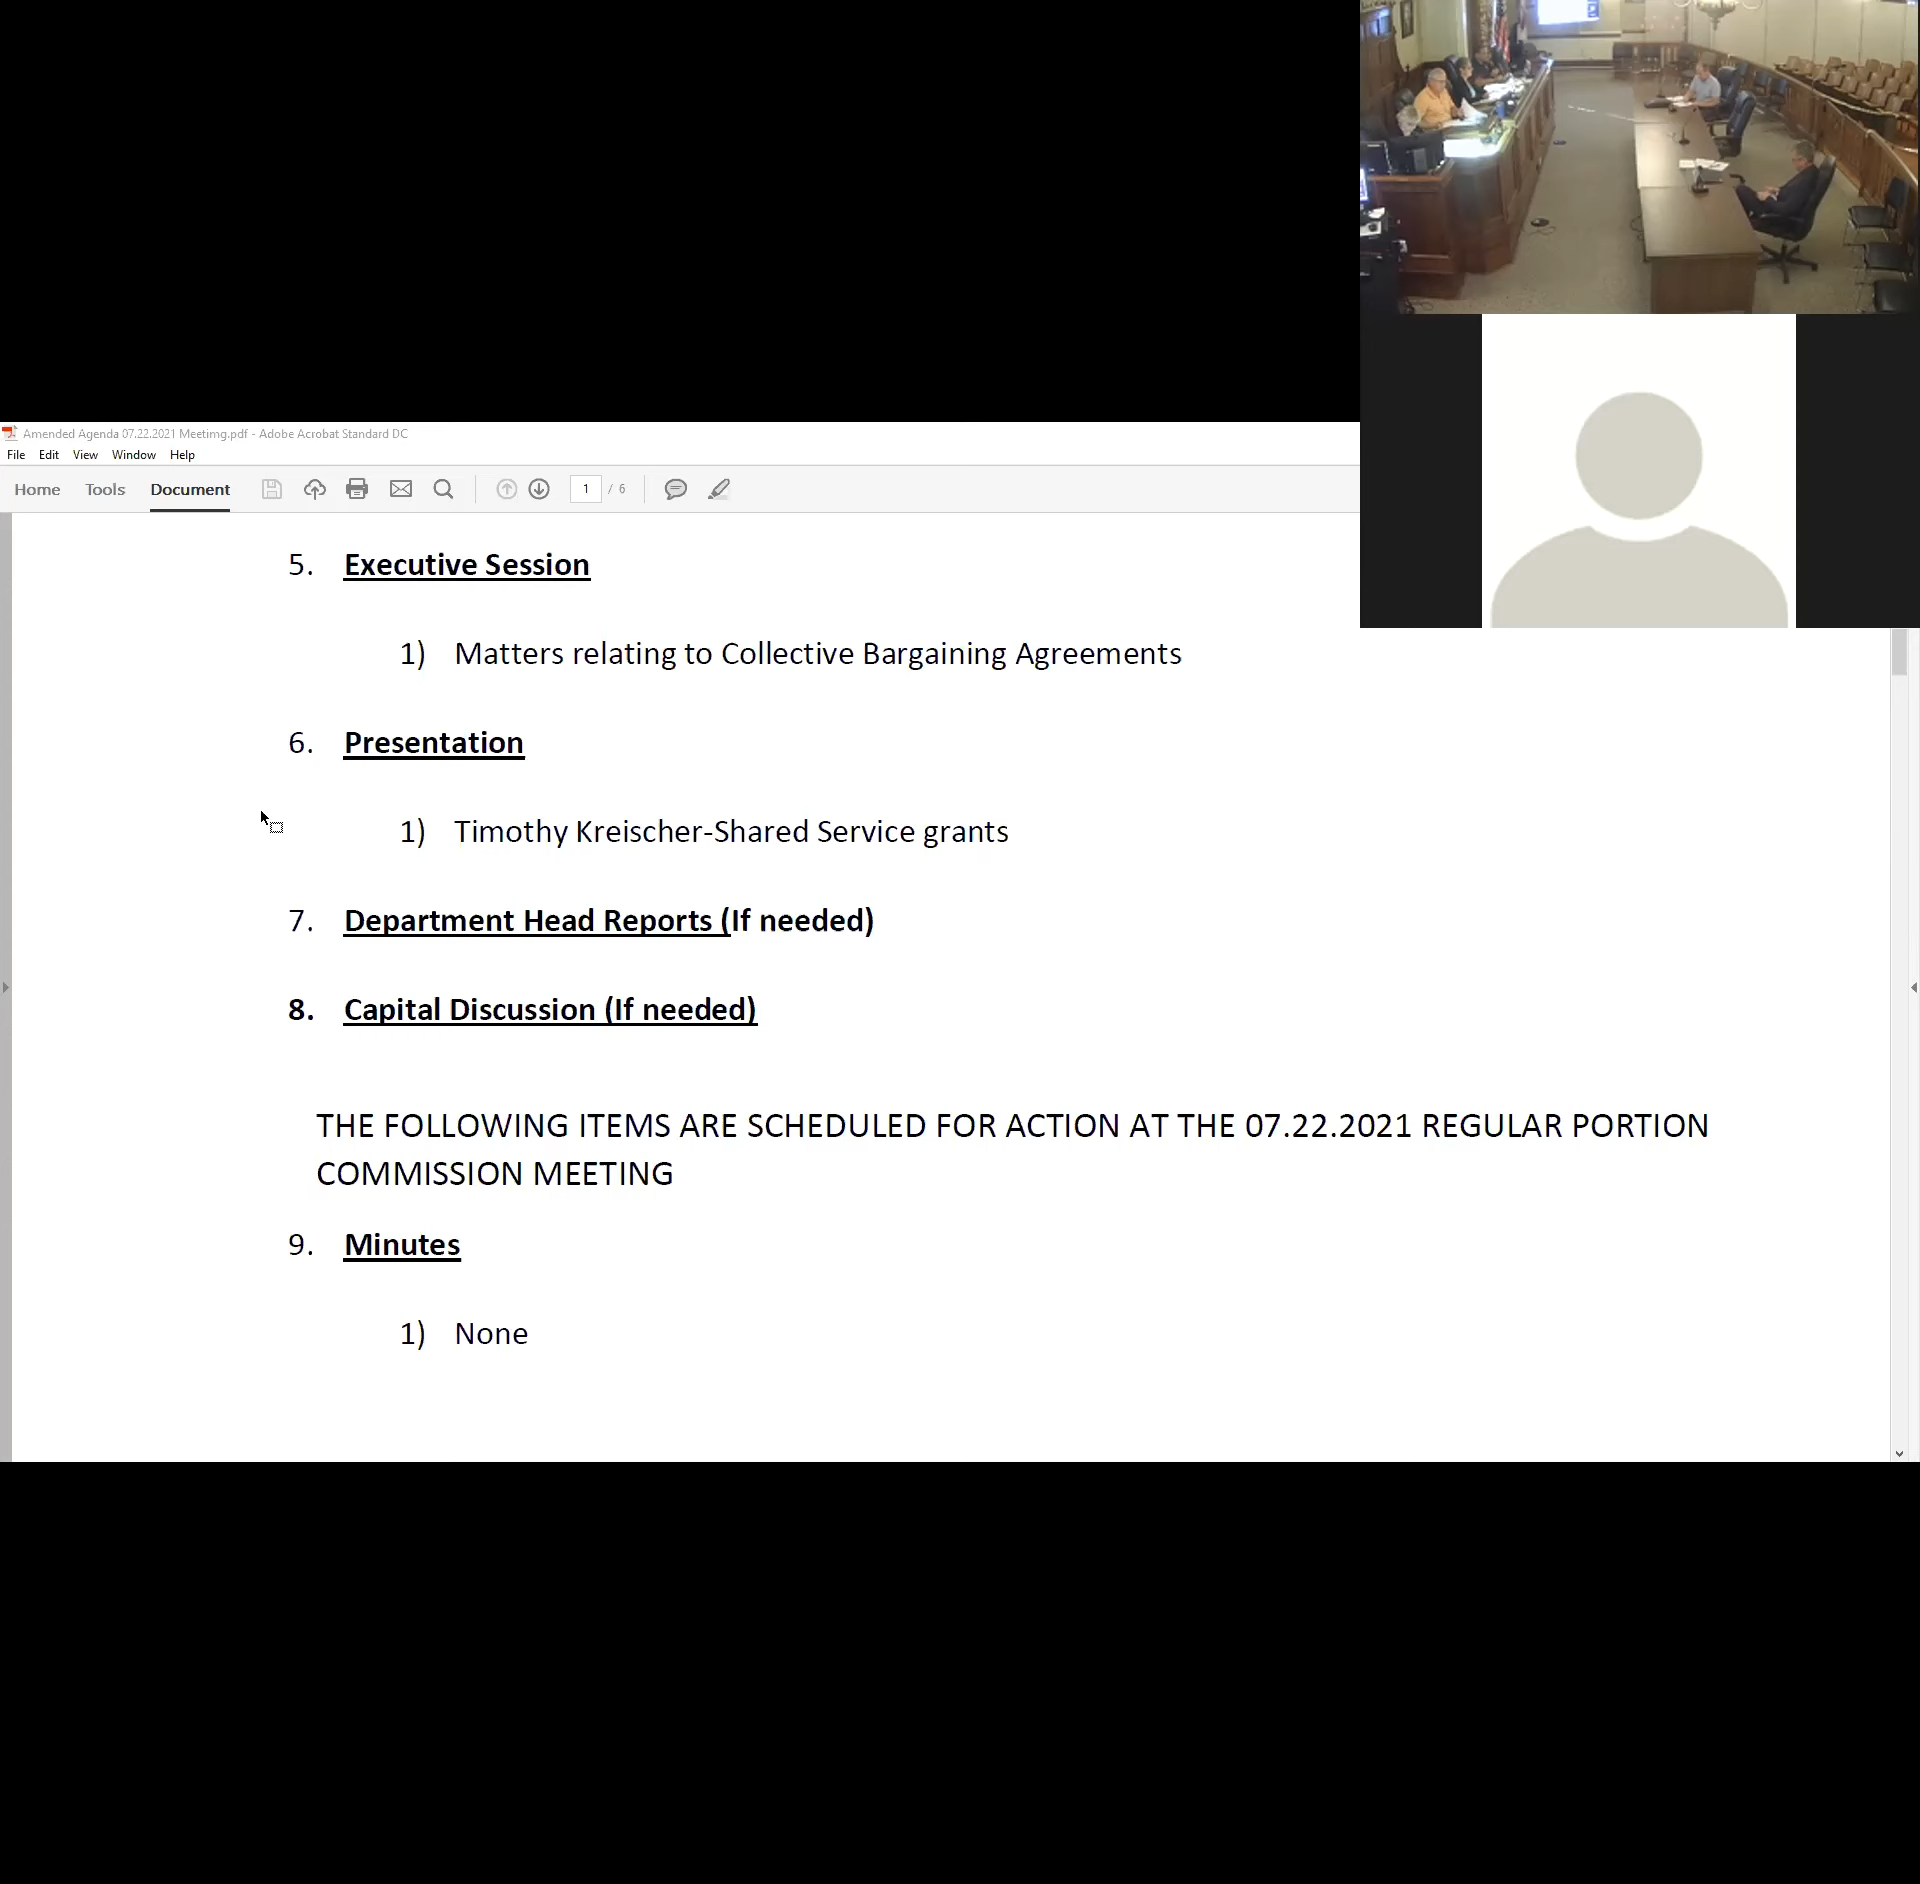 Amended Agenda 07.22.2021 Meetimg.pdf - Adobe Acrobat Standard DC
File Edit View Window Help
Home Tools Document 1 / 6
5. Executive Session
1) Matters relating to Collective Bargaining Agreements
6. Presentation
1) Timothy Kreischer-Shared Service grants
7. Department Head Reports (If needed)
8. Capital Discussion (If needed)
THE FOLLOWING ITEMS ARE SCHEDULED FOR ACTION AT THE 07.22.2021 REGULAR PORTION
COMMISSION MEETING
9. Minutes
1) None